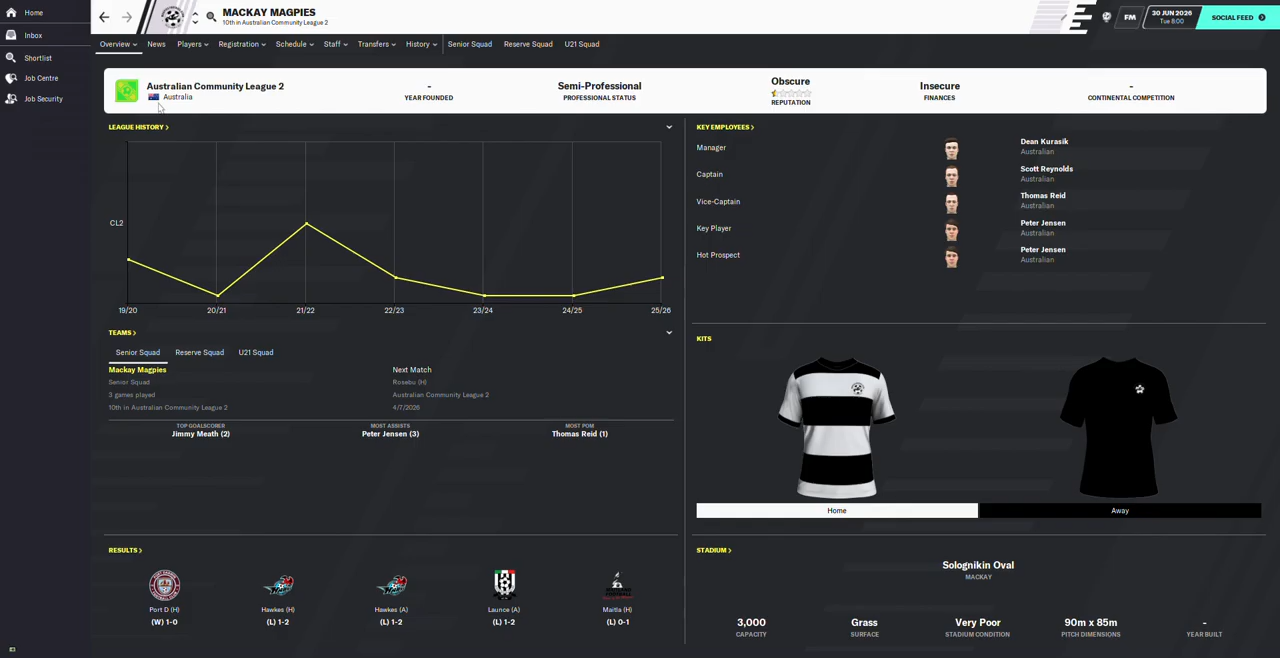 Home
Inbox
Shortlist
Job Centre
Job Security
MACKAY MAGPIES
10th in Australian Community League 2
FM
30 JUN 2026
Tue 8:00
SOCIAL FEED
Overview
News
Players
Registration
Schedule
Staff
Transfers
History
Senior Squad
Reserve Squad
U21 Squad
Australian Community League 2
Australia
-
YEAR FOUNDED
Semi-Professional
PROFESSIONAL STATUS
Obscure
REPUTATION
Insecure
FINANCES
-
CONTINENTAL COMPETITION
LEAGUE HISTORY >
CL2
19/20 20/21 21/22 22/23 23/24 24/25 25/26
TEAMS >
Senior Squad Reserve Squad U21 Squad
Mackay Magpies
Senior Squad
3 games played
10th in Australian Community League 2
Next Match
Rosebu (H)
Australian Community League 2
4/7/2026
TOP GOALSCORER
Jimmy Meath (2)
MOST ASSISTS
Peter Jensen (3)
MOST POM
Thomas Reid (1)
RESULTS >
Port D (H)
(W) 1-0
Hawkes (H)
(L) 1-2
Hawkes (A)
(L) 1-2
Launce (A)
(L) 1-2
Maitla (H)
(L) 0-1
KEY EMPLOYEES >
Manager
Dean Kurasik
Australian
Captain
Scott Reynolds
Australian
Vice-Captain
Thomas Reid
Australian
Key Player
Peter Jensen
Australian
Hot Prospect
Peter Jensen
Australian
KITS
Home
Away
STADIUM >
Solognikin Oval
MACKAY
3,000
CAPACITY
Grass
SURFACE
Very Poor
STADIUM CONDITION
90m x 85m
PITCH DIMENSIONS
-
YEAR BUILT